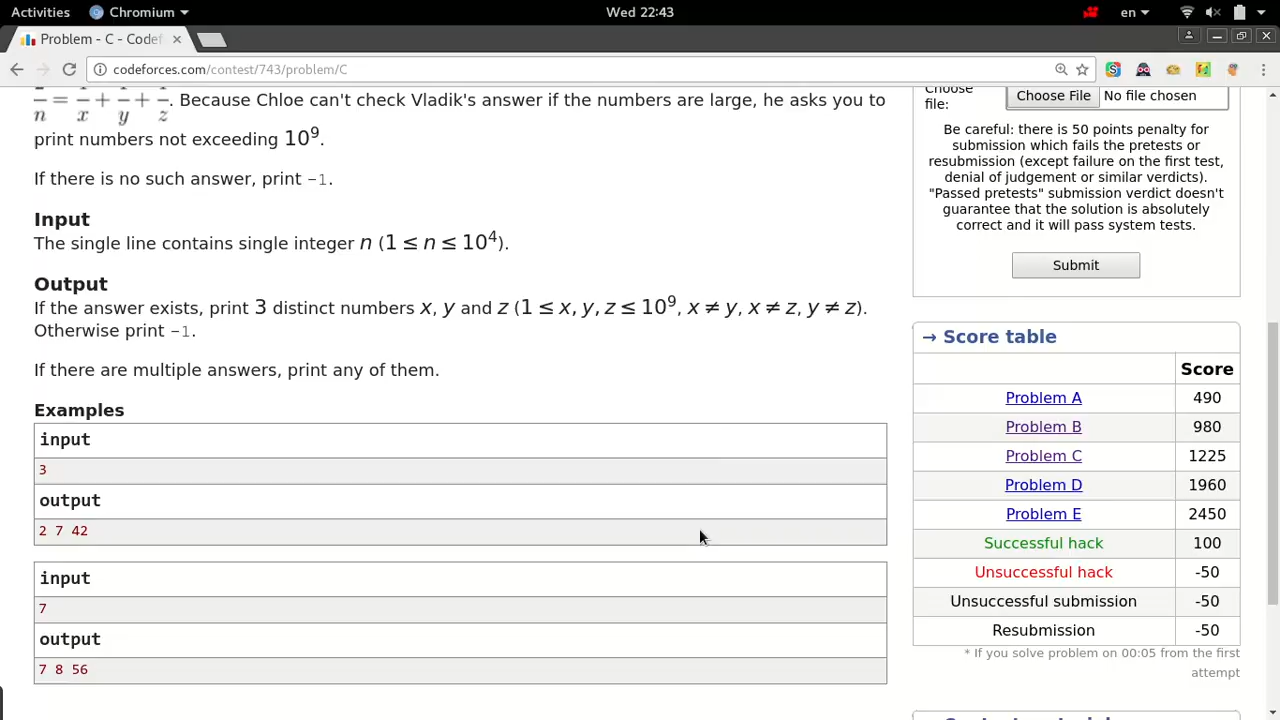 Activities Chromium Wed 22:43 en
Problem - C - Codef
codeforces.com/contest/743/problem/C
n = x + y + z. Because Chloe can't check Vladik's answer if the numbers are large, he asks you to
print numbers not exceeding 10^9.
If there is no such answer, print -1.
Input
The single line contains single integer n (1 ≤ n ≤ 10^4).
Output
If the answer exists, print 3 distinct numbers x, y and z (1 ≤ x, y, z ≤ 10^9, x ≠ y, x ≠ z, y ≠ z).
Otherwise print -1.
If there are multiple answers, print any of them.
Examples
input
3
output
2 7 42
input
7
output
7 8 56
Choose
file:
Choose File No file chosen
Be careful: there is 50 points penalty for
submission which fails the pretests or
resubmission (except failure on the first test,
denial of judgement or similar verdicts).
"Passed pretests" submission verdict doesn't
guarantee that the solution is absolutely
correct and it will pass system tests.
Submit
→ Score table
Score
Problem A 490
Problem B 980
Problem C 1225
Problem D 1960
Problem E 2450
Successful hack 100
Unsuccessful hack -50
Unsuccessful submission -50
Resubmission -50
* If you solve problem on 00:05 from the first
attempt